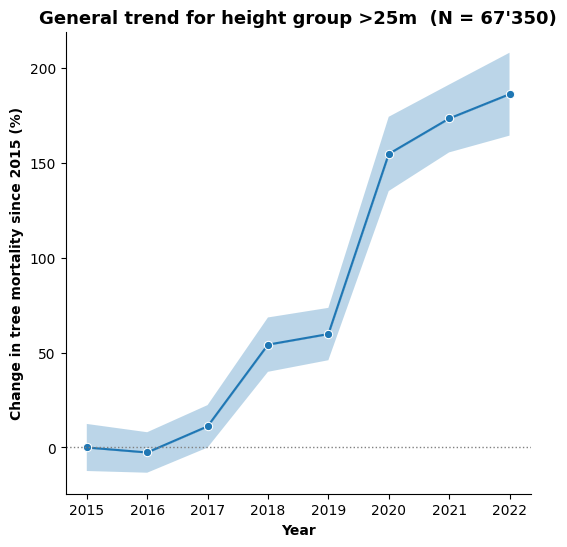 General trend for height group >25m  (N = 67'350)
Change in tree mortality since 2015 (%)
200
150
100
50
0
2015 2016 2017 2018 2019 2020 2021 2022
Year